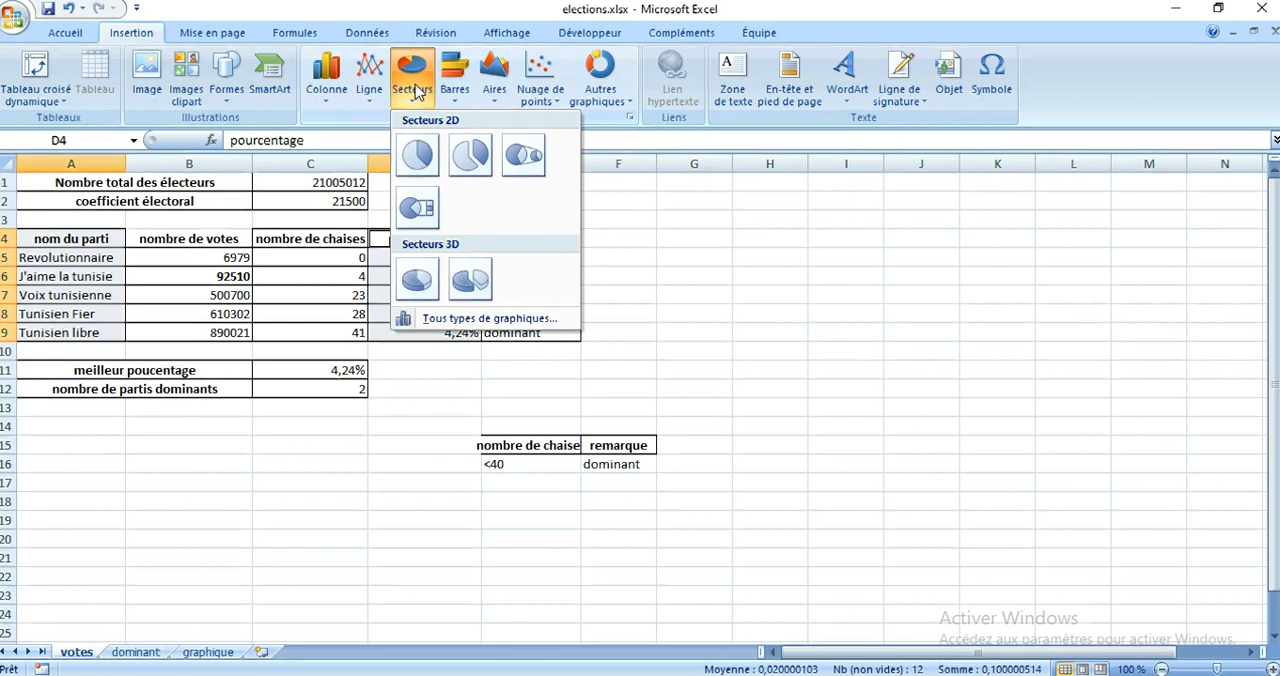 elections.xlsx - Microsoft Excel
Accueil Insertion Mise en page Formules Données Révision Affichage Développeur Compléments Équipe
Tableau croisé dynamique
Tableau
Image
Images clipart
Formes
SmartArt
Colonne
Ligne
Secteurs
Barres
Aires
Nuage de points
Autres graphiques
Lien hypertexte
Zone de texte
En-tête et pied de page
WordArt
Ligne de signature
Objet
Symbole
Tableaux Illustrations Liens Texte
D4 fx pourcentage
Secteurs 2D
Secteurs 3D
Tous types de graphiques...
A B C F G H I J K L M N
1 Nombre total des électeurs 21005012
2 coefficient électoral 21500
3
4 nom du parti nombre de votes nombre de chaises
5 Revolutionnaire 6979 0
6 J'aime la tunisie 92510 4
7 Voix tunisienne 500700 23
8 Tunisien Fier 610302 28
9 Tunisien libre 890021 41 4,24% dominant
10
11 meilleur poucentage 4,24%
12 nombre de partis dominants 2
13
14
15 nombre de chaise remarque
16 <40 dominant
17
18
19
20
21
22
23
24
25
Activer Windows
Accédez aux paramètres pour activer Windows.
votes dominant graphique
Prêt Moyenne : 0,020000103 Nb (non vides) : 12 Somme : 0,100000514 100 %